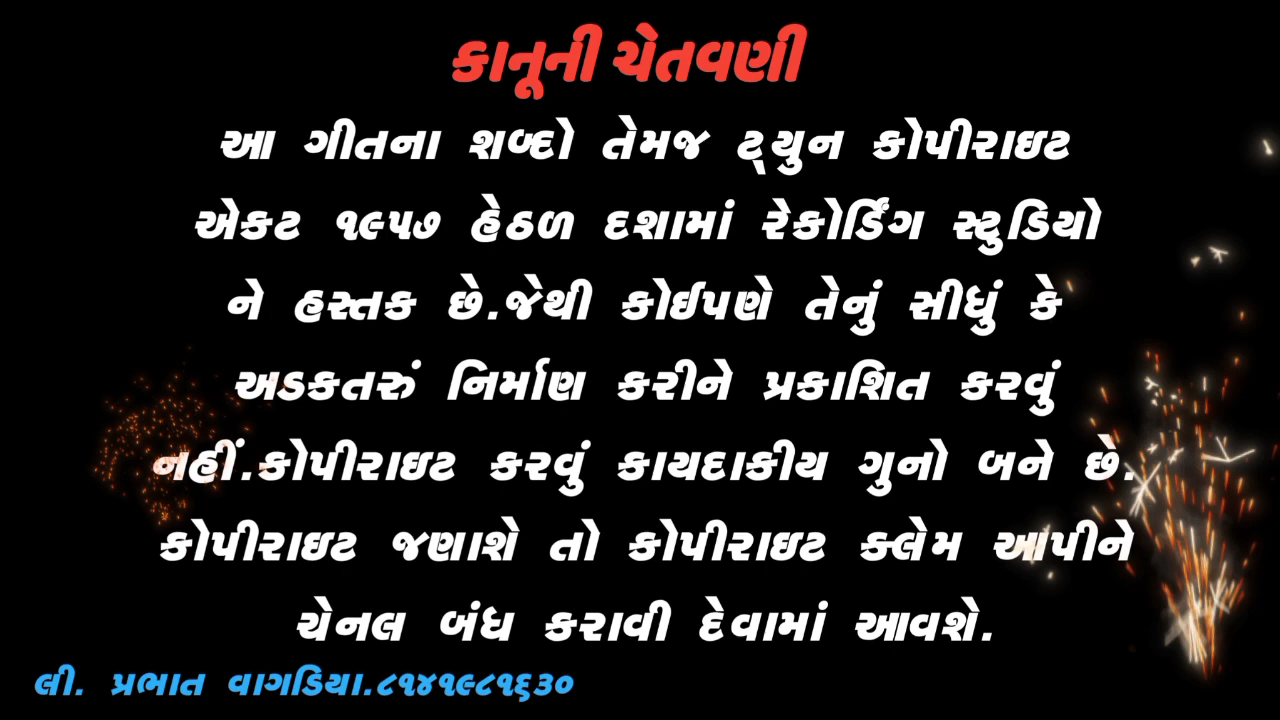 કાનૂની ચેતવણી
આ ગીતના શબ્દો તેમજ ટ્યુન કોપીરાઇટ
એકટ ૧૯૫૭ હેઠળ દશામાં રેકોર્ડિંગ સ્ટુડિયો
ને હસ્તક છે.જેથી કોઈપણે તેનું સીધું કે
અડકતરું નિર્માણ કરીને પ્રકાશિત કરવું
નહીં.કોપીરાઇટ કરવું કાયદાકીય ગુનો બને છે.
કોપીરાઇટ જણાશે તો કોપીરાઇટ ક્લેમ આપીને
ચેનલ બંધ કરાવી દેવામાં આવશે.
લી. પ્રભાત વાગડિયા.૮૧૪૧૯૮૧૬૩૦